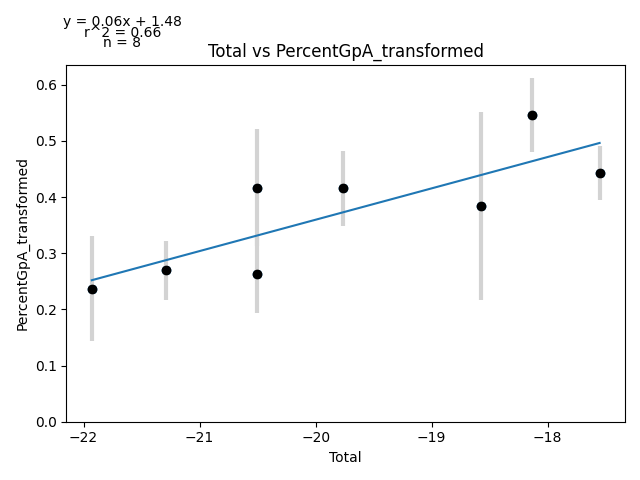 y = 0.06x + 1.48
r^2 = 0.66
n = 8
Total vs PercentGpA_transformed
0.6
0.5
0.4
0.3
0.2
0.1
0.0
PercentGpA_transformed
−22
−21
−20
−19
−18
Total